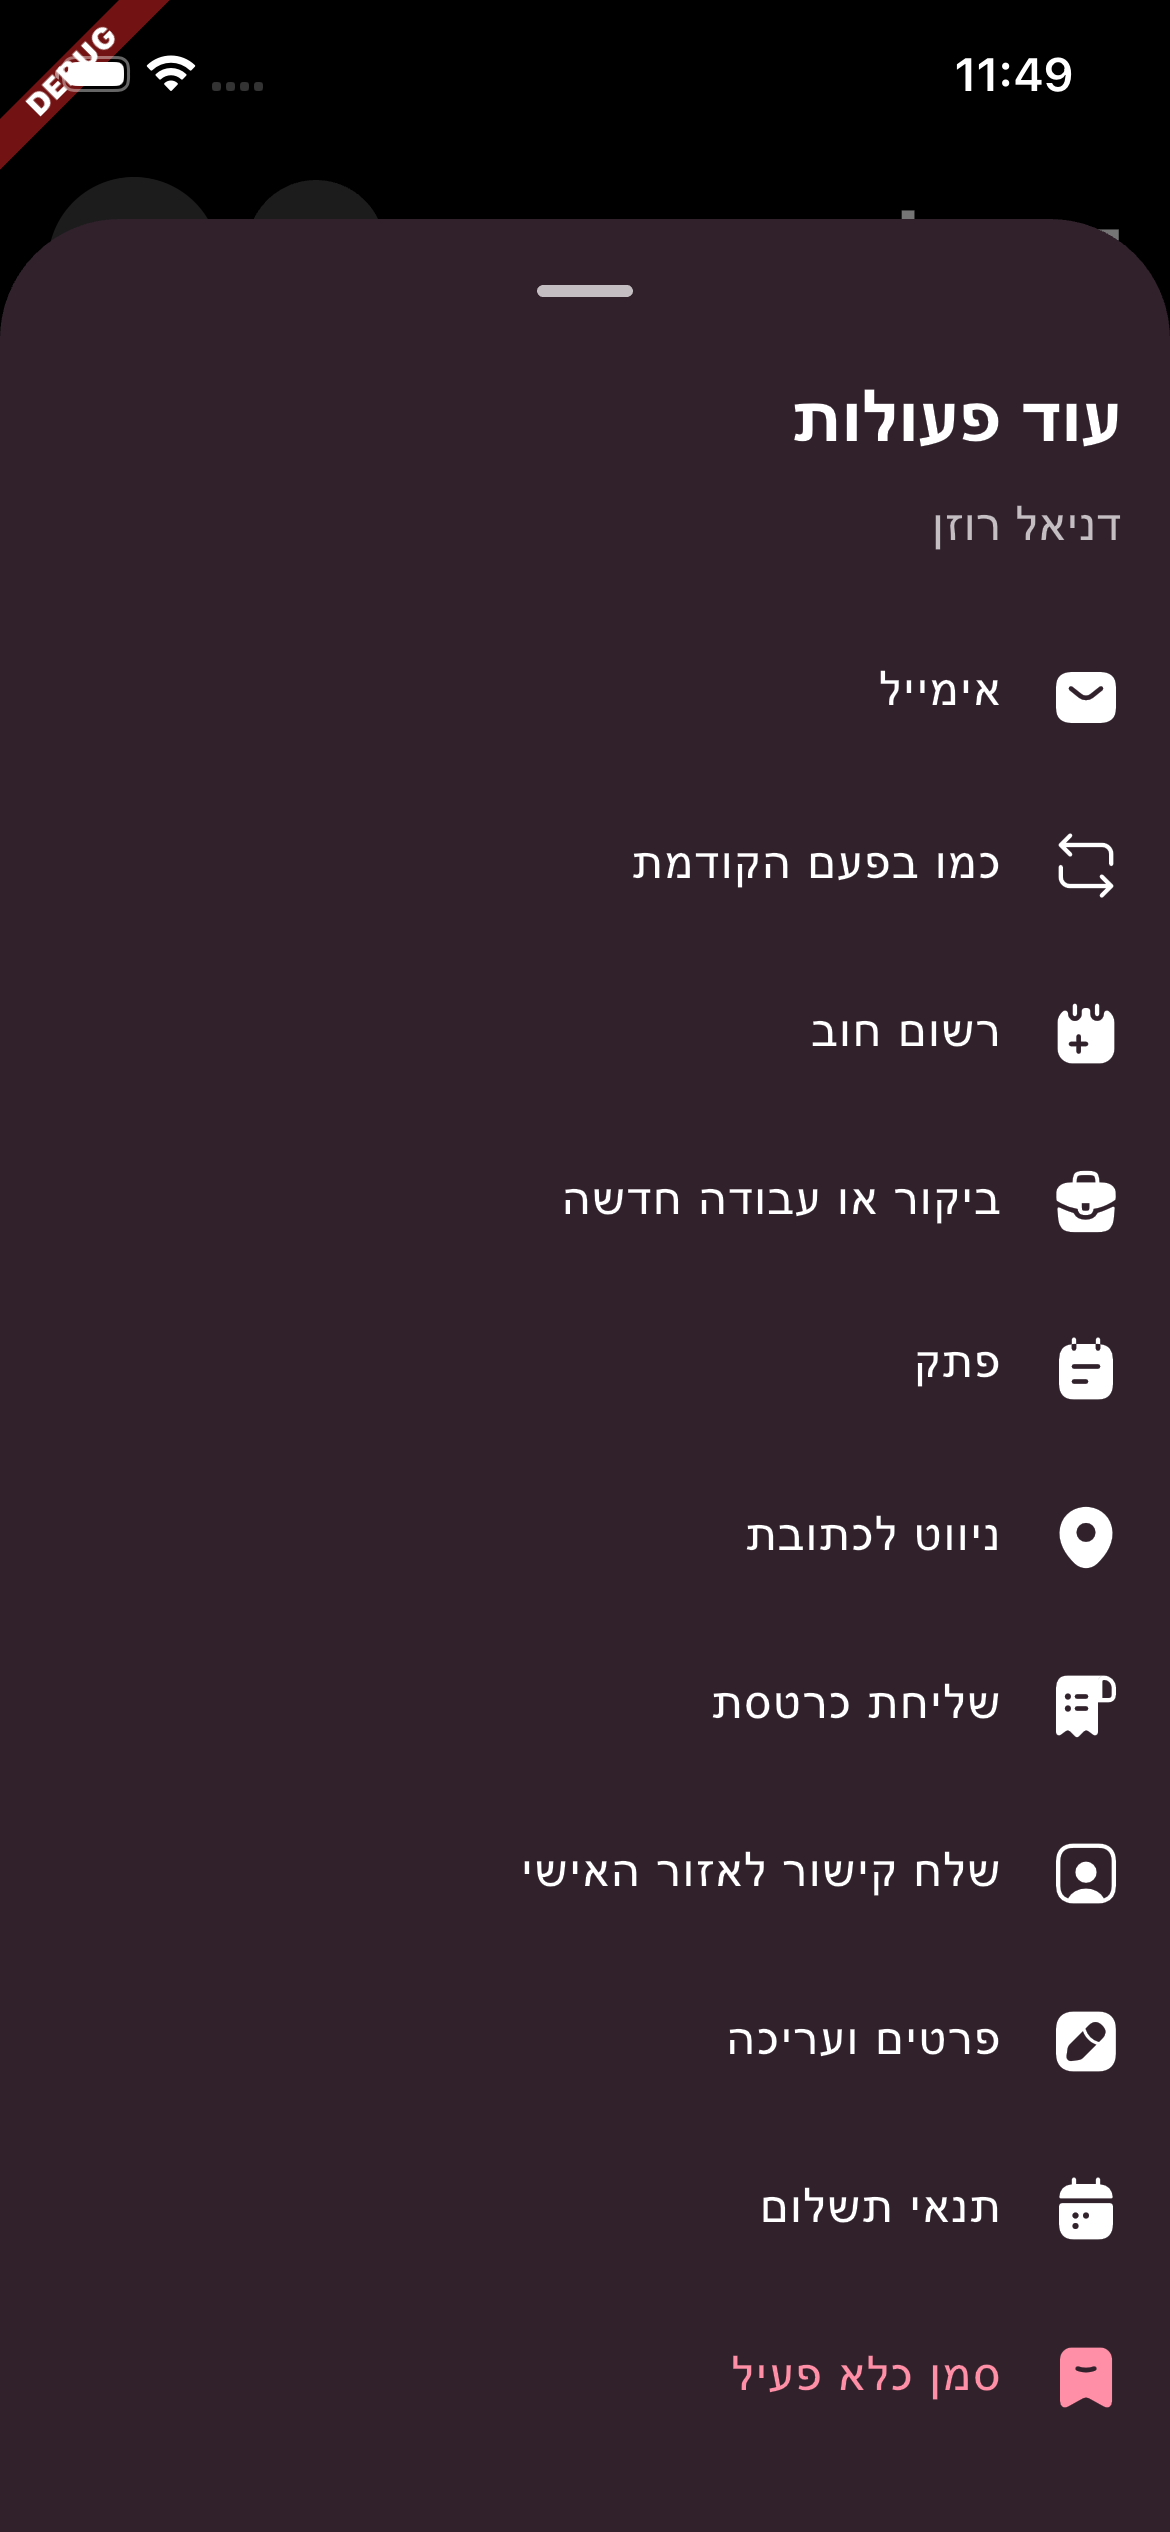 DEBUG
11:49
עוד פעולות
דניאל רוזן
אימייל
כמו בפעם הקודמת
רשום חוב
ביקור או עבודה חדשה
פתק
ניווט לכתובת
שליחת כרטסת
שלח קישור לאזור האישי
פרטים ועריכה
תנאי תשלום
סמן כלא פעיל